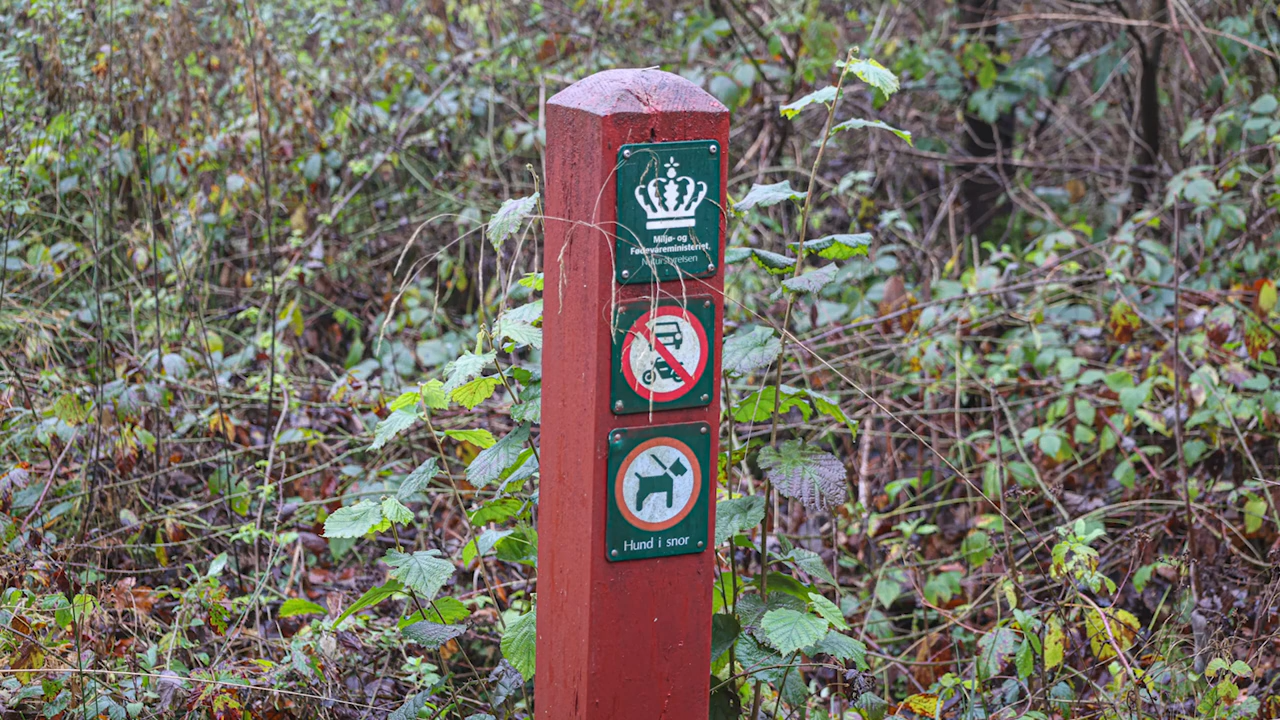 Miljø- og
Fødevareministeriet
Naturstyrelsen
Hund i snor